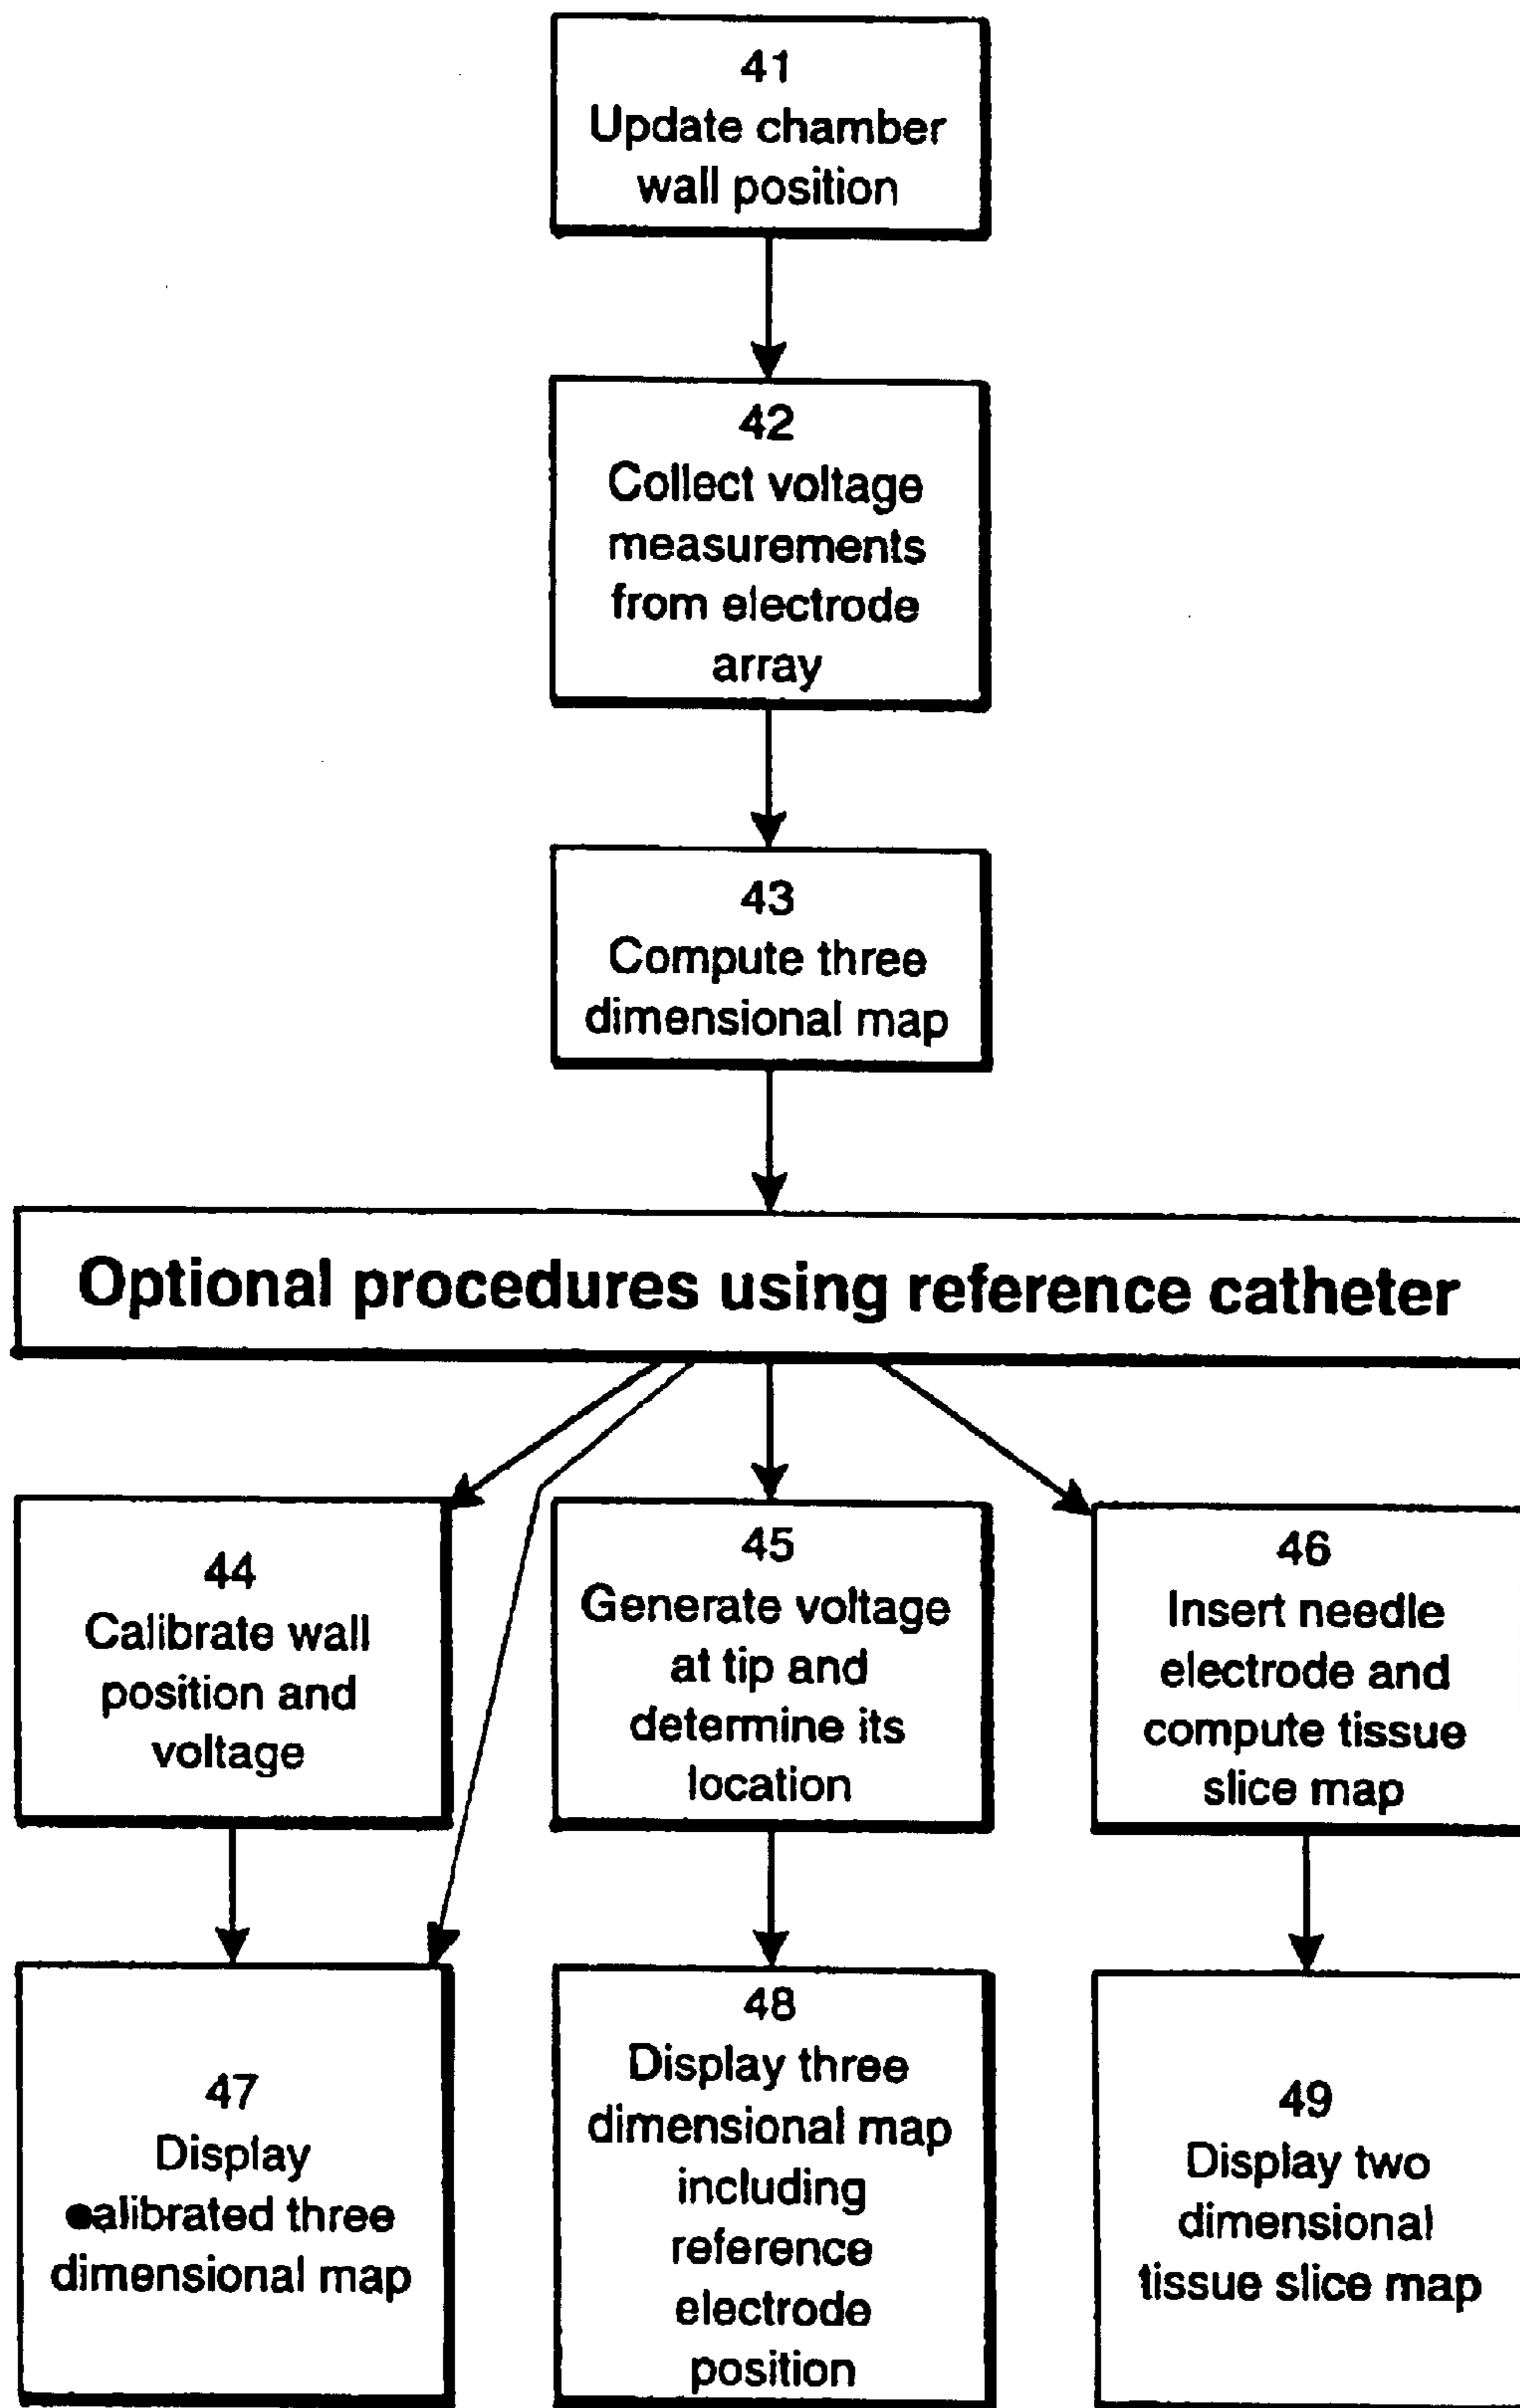 41
Update chamber
wall position
42
Collect voltage
measurements
from electrode
array
43
Compute three
dimensional map
Optional procedures using reference catheter
44
Calibrate wall
position and
voltage
45
Generate voltage
at tip and
determine its
location
46
Insert needle
electrode and
compute tissue
slice map
47
Display
calibrated three
dimensional map
48
Display three
dimensional map
including
reference
electrode
position
49
Display two
dimensional
tissue slice map